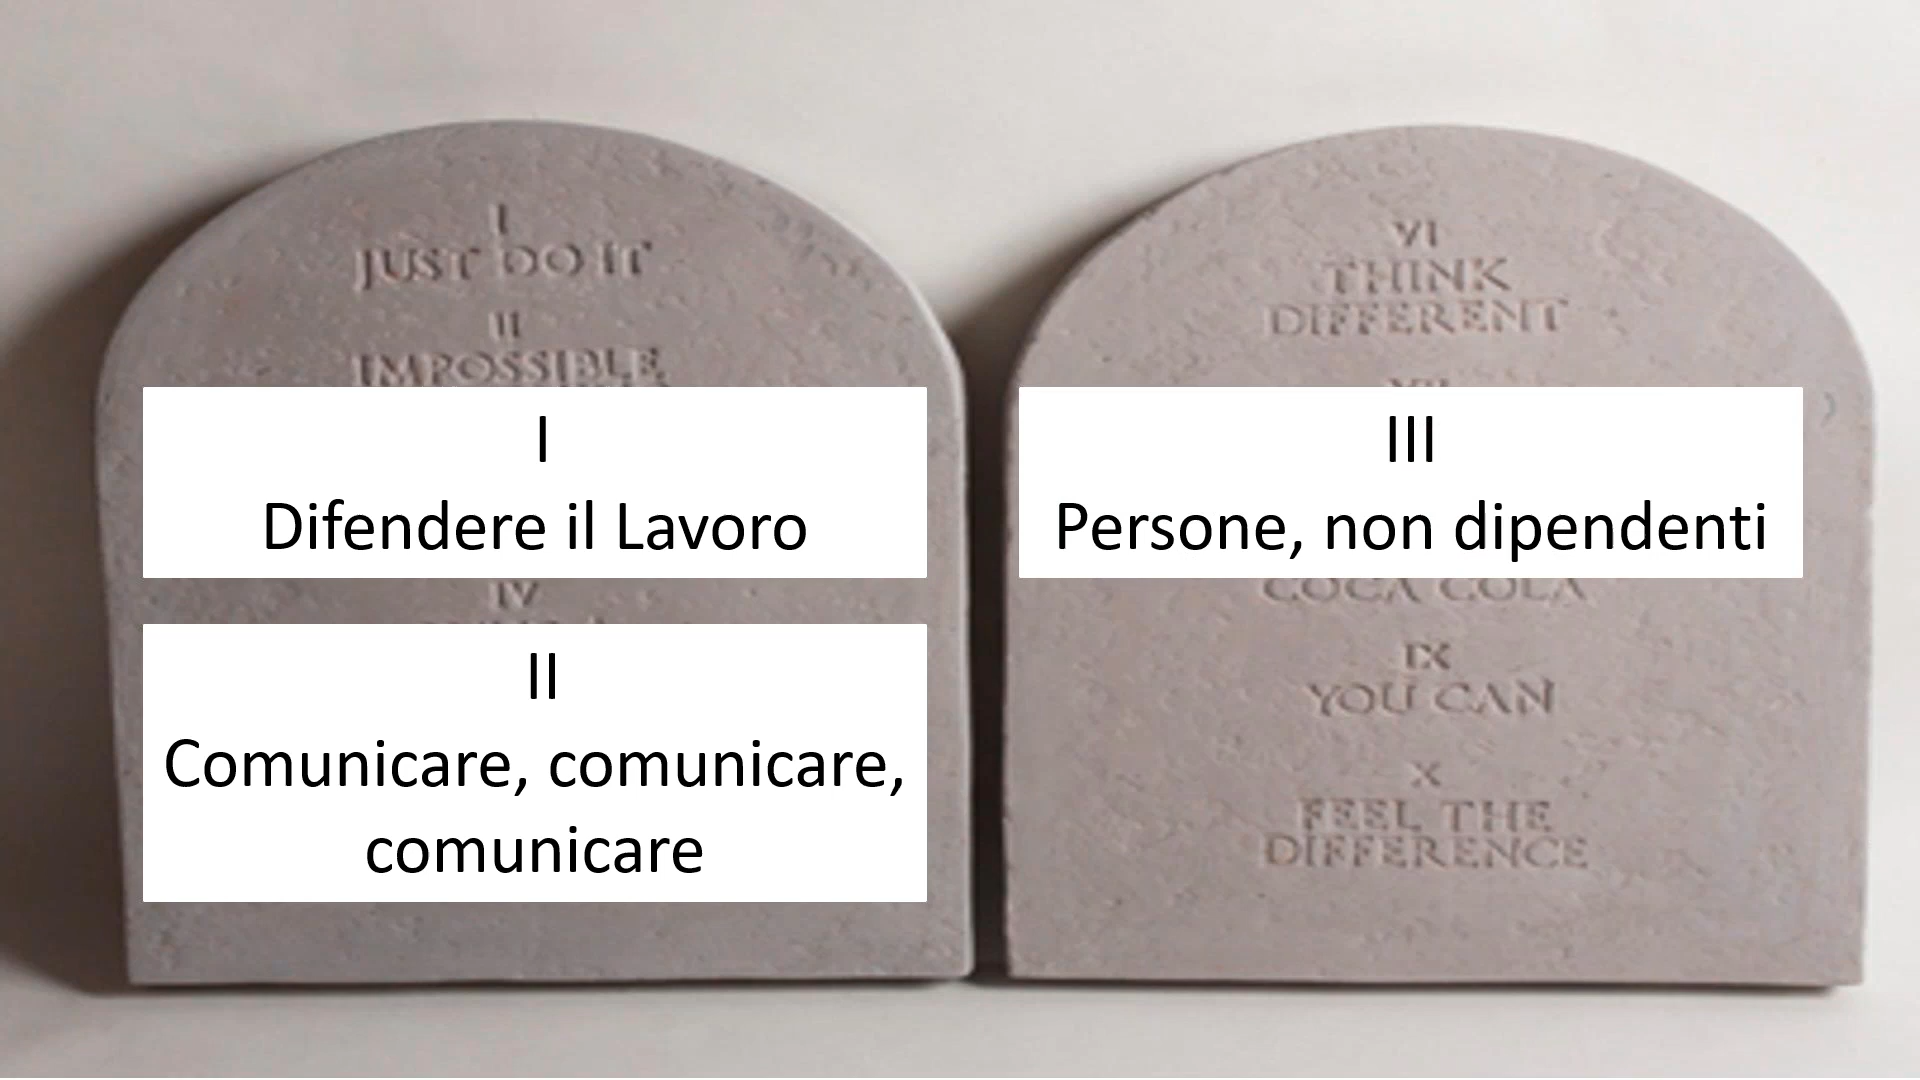 I
JUST DO IT
II
IMPOSSIBLE
I
Difendere il Lavoro
IV
II
Comunicare, comunicare,
comunicare
VI
THINK
DIFFERENT
III
Persone, non dipendenti
COCA COLA
IX
YOU CAN
X
FEEL THE
DIFFERENCE